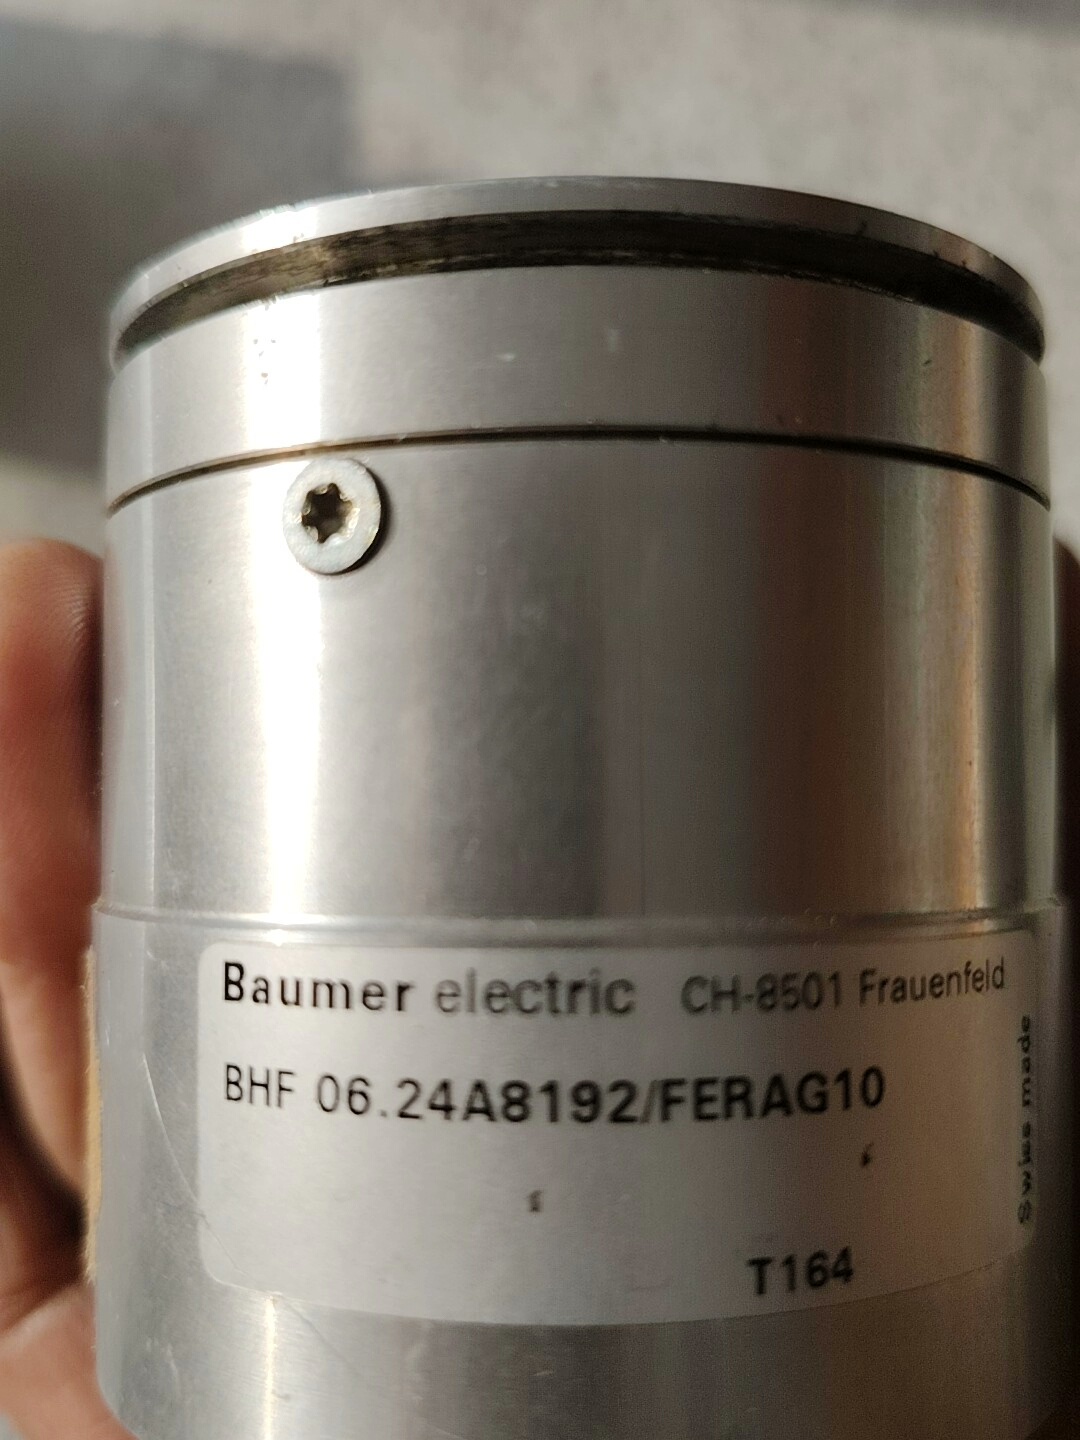 Baumer electric CH-8501 Frauenfeld
BHF 06.24A8192/FERAG10
T164
Swiss made